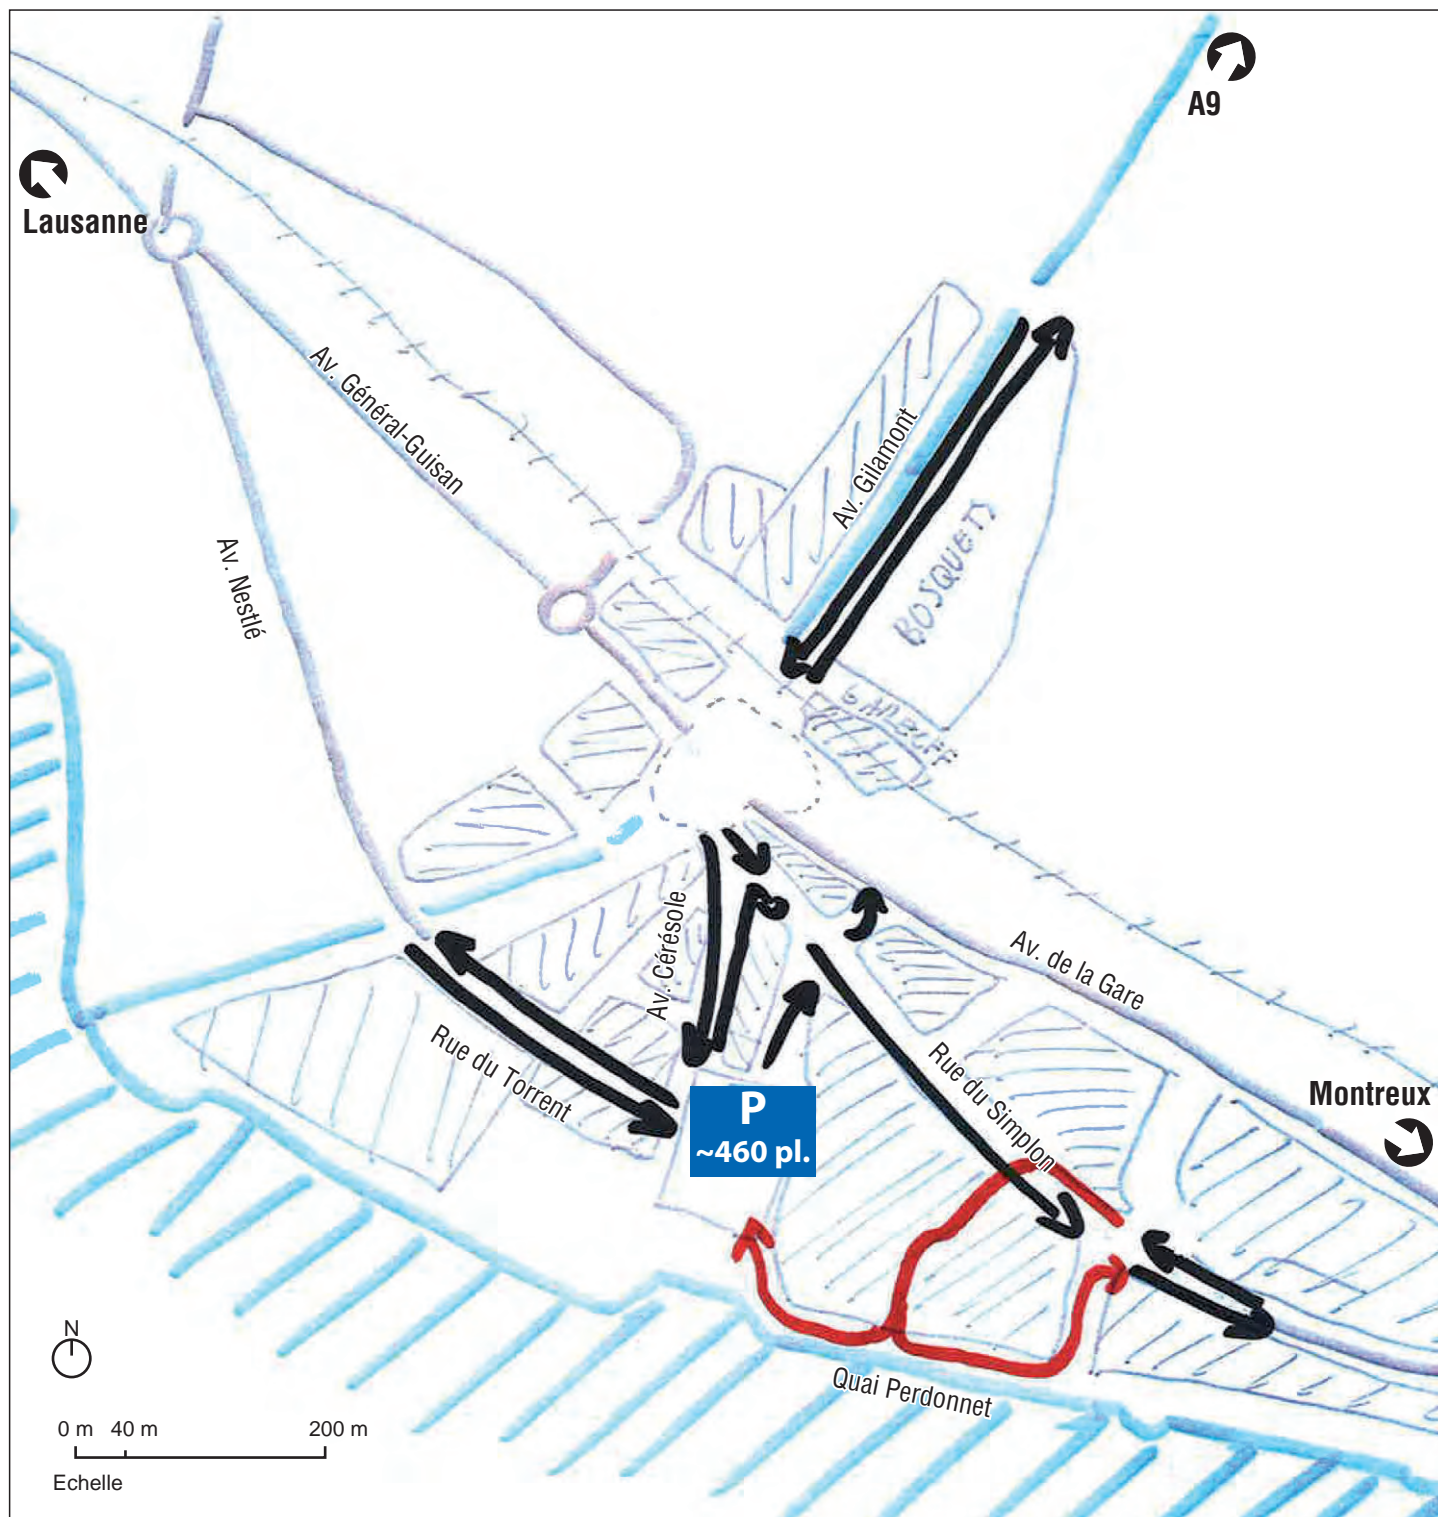 A9
Lausanne
Av. Général-Guisan
Av. Gilamont
Av. Nestlé
BOSQUETS
Av. Cérésole
Av. de la Gare
Rue du Torrent
Rue du Simplon
Montreux
P
~460 pl.
Quai Perdonnet
N
0 m 40 m 200 m
Echelle